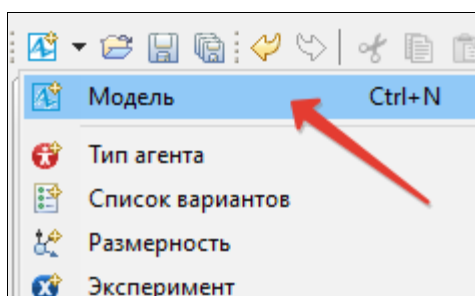 Модель Ctrl+N
Тип агента
Список вариантов
Размерность
Эксперимент